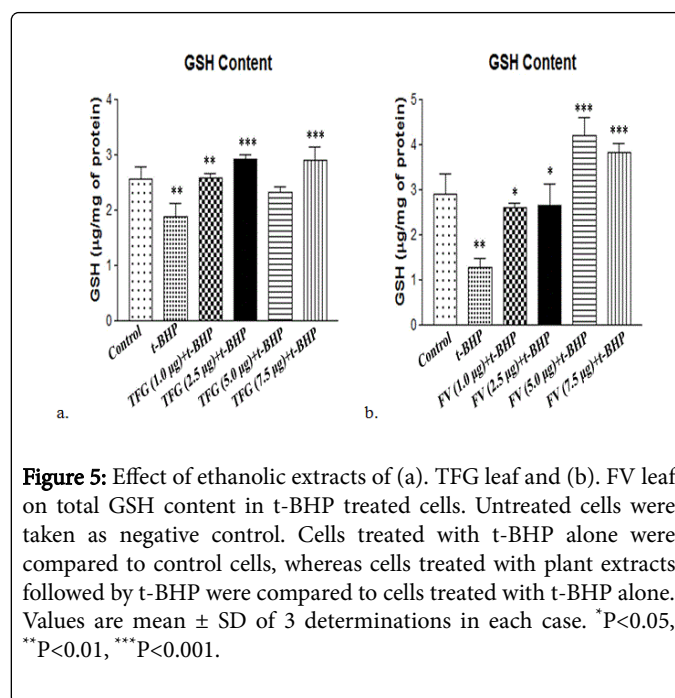 GSH Content
4
3
2
1
0
GSH (µg/mg of protein)
**
**
***
***
Control
t-BHP
TFG (1.0 µg)+t-BHP
TFG (2.5 µg)+t-BHP
TFG (5.0 µg)+t-BHP
TFG (7.5 µg)+t-BHP
a.
GSH Content
5
4
3
2
1
0
GSH (µg/mg of protein)
**
*
*
***
***
Control
t-BHP
FV (1.0 µg)+t-BHP
FV (2.5 µg)+t-BHP
FV (5.0 µg)+t-BHP
FV (7.5 µg)+t-BHP
b.
Figure 5: Effect of ethanolic extracts of (a). TFG leaf and (b). FV leaf
on total GSH content in t-BHP treated cells. Untreated cells were
taken as negative control. Cells treated with t-BHP alone were
compared to control cells, whereas cells treated with plant extracts
followed by t-BHP were compared to cells treated with t-BHP alone.
Values are mean ± SD of 3 determinations in each case. *P<0.05,
**P<0.01, ***P<0.001.